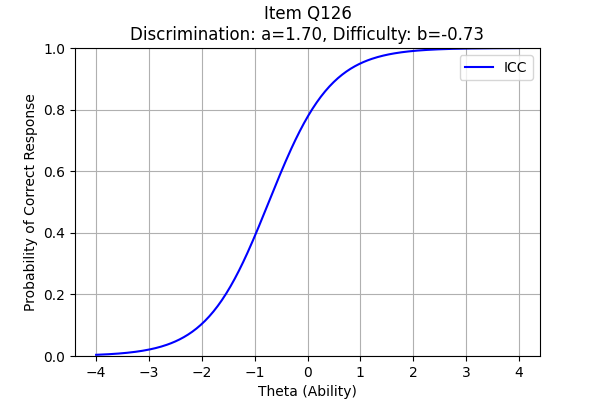 Item Q126
Discrimination: a=1.70, Difficulty: b=-0.73
ICC
Probability of Correct Response
1.0
0.8
0.6
0.4
0.2
0.0
−4 −3 −2 −1 0 1 2 3 4
Theta (Ability)